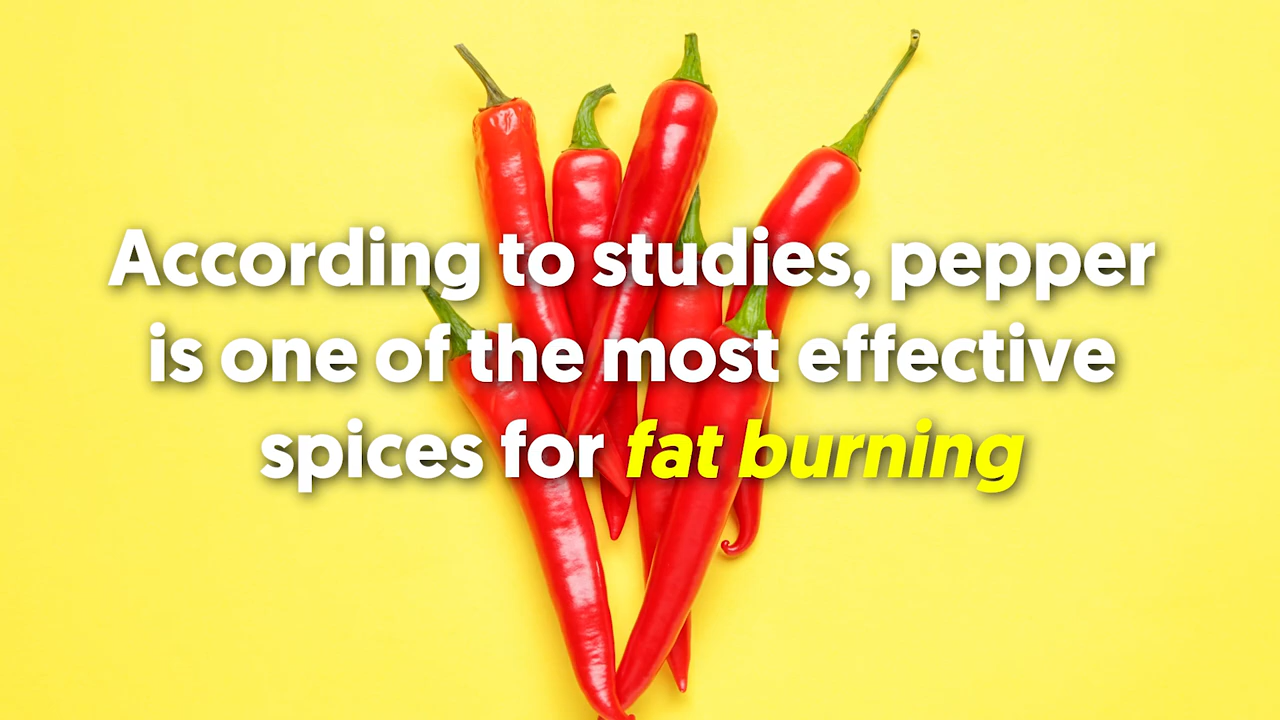 According to studies, pepper
is one of the most effective
spices for fat burning